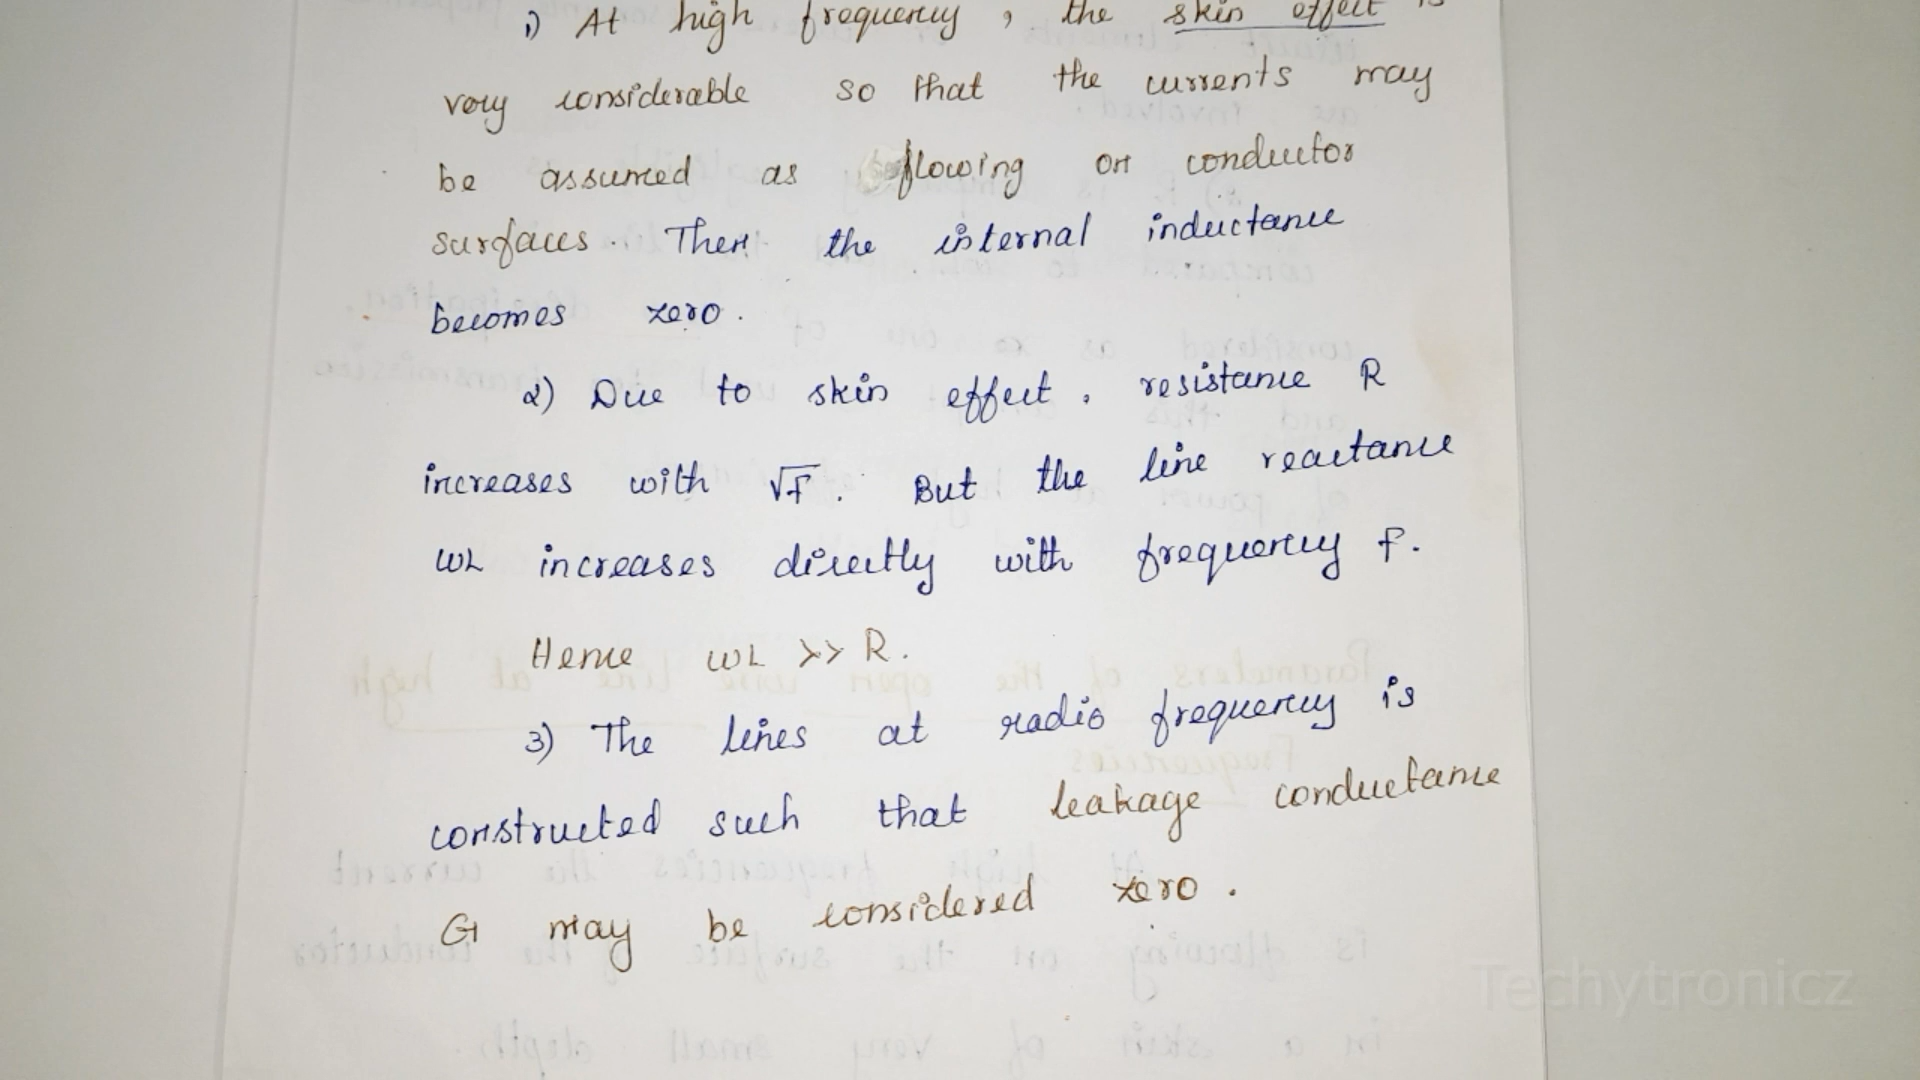 1) At high frequency, the skin effect is
very considerable so that the currents may
be assumed as flowing on conductor
surfaces. Then the internal inductance
becomes zero.
2) Due to skin effect, resistance R
increases with √f. But the line reactance
ωL increases directly with frequency f.
Hence ωL >> R.
3) The lines at radio frequency is
constructed such that leakage conductance
G may be considered zero.
Techytronicz